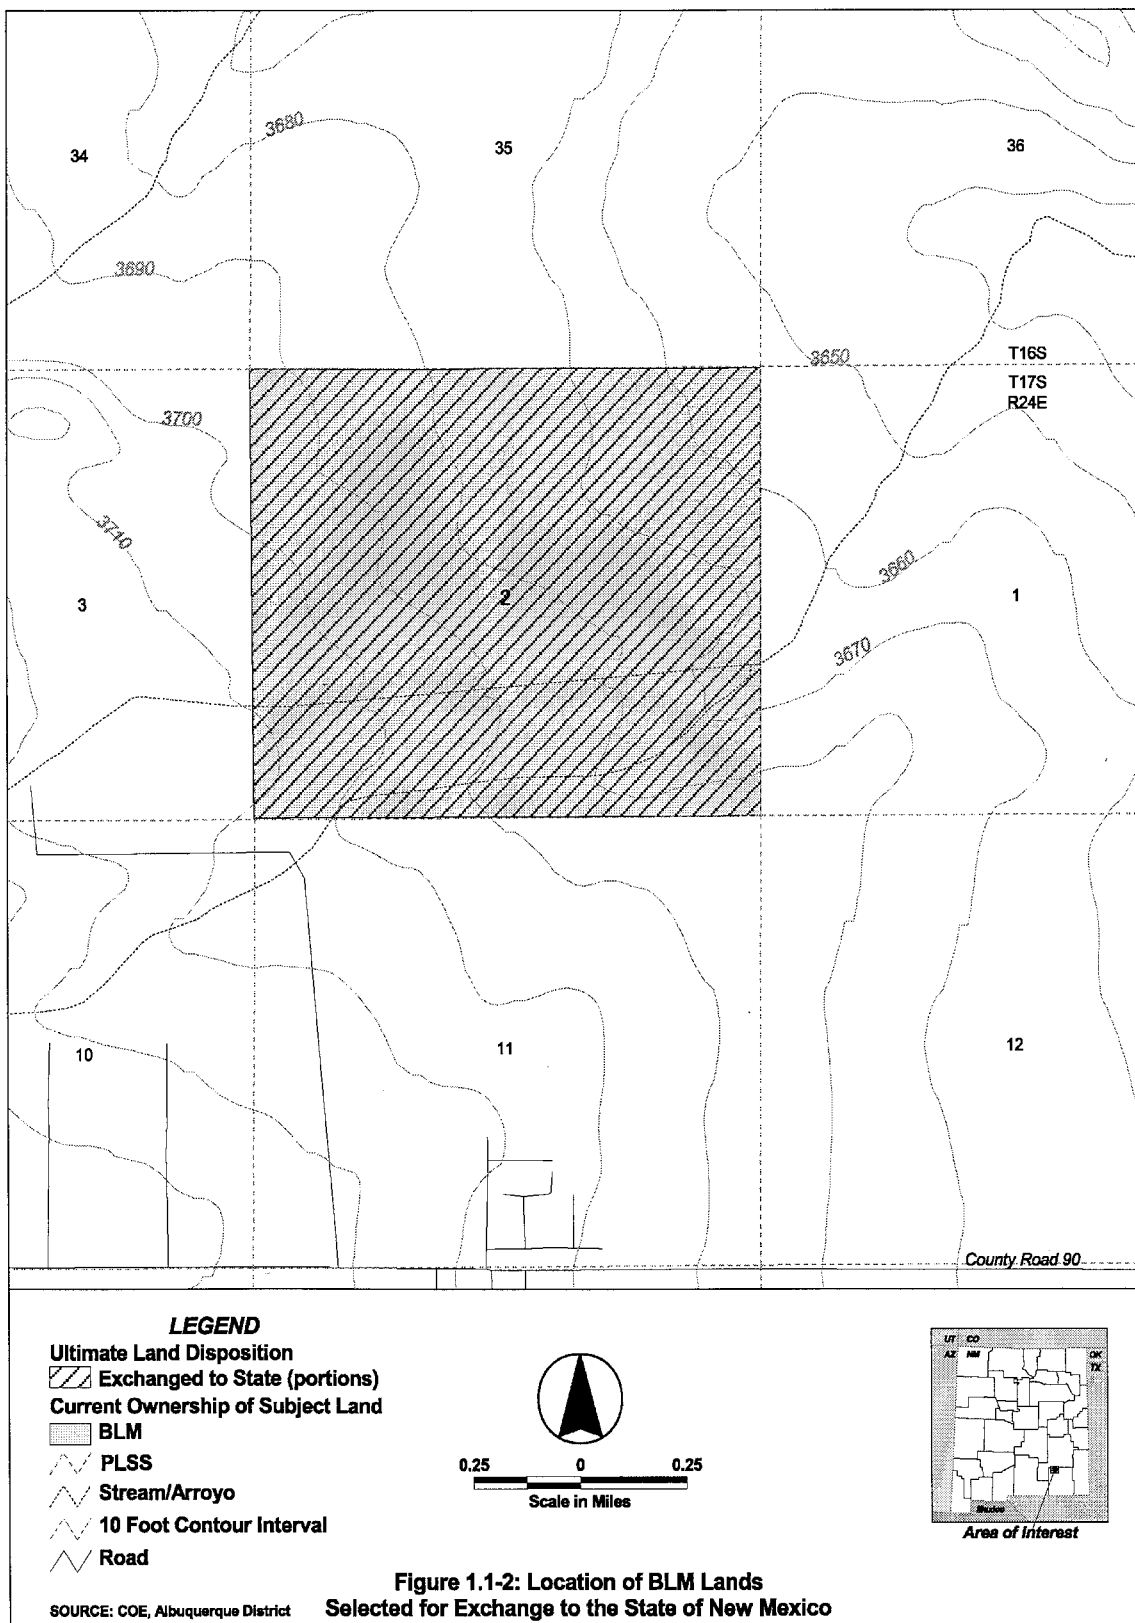 3680
34
35
36
3690
3650
T16S
T17S
R24E
3700
3710
3660
3
2
1
3670
10
11
12
County Road 90
LEGEND
Ultimate Land Disposition
Exchanged to State (portions)
Current Ownership of Subject Land
BLM
PLSS
Stream/Arroyo
10 Foot Contour Interval
Road
0.25 0 0.25
Scale in Miles
UT CO
AZ NM OK
TX
Mexico
Area of Interest
Figure 1.1-2: Location of BLM Lands
Selected for Exchange to the State of New Mexico
SOURCE: COE, Albuquerque District